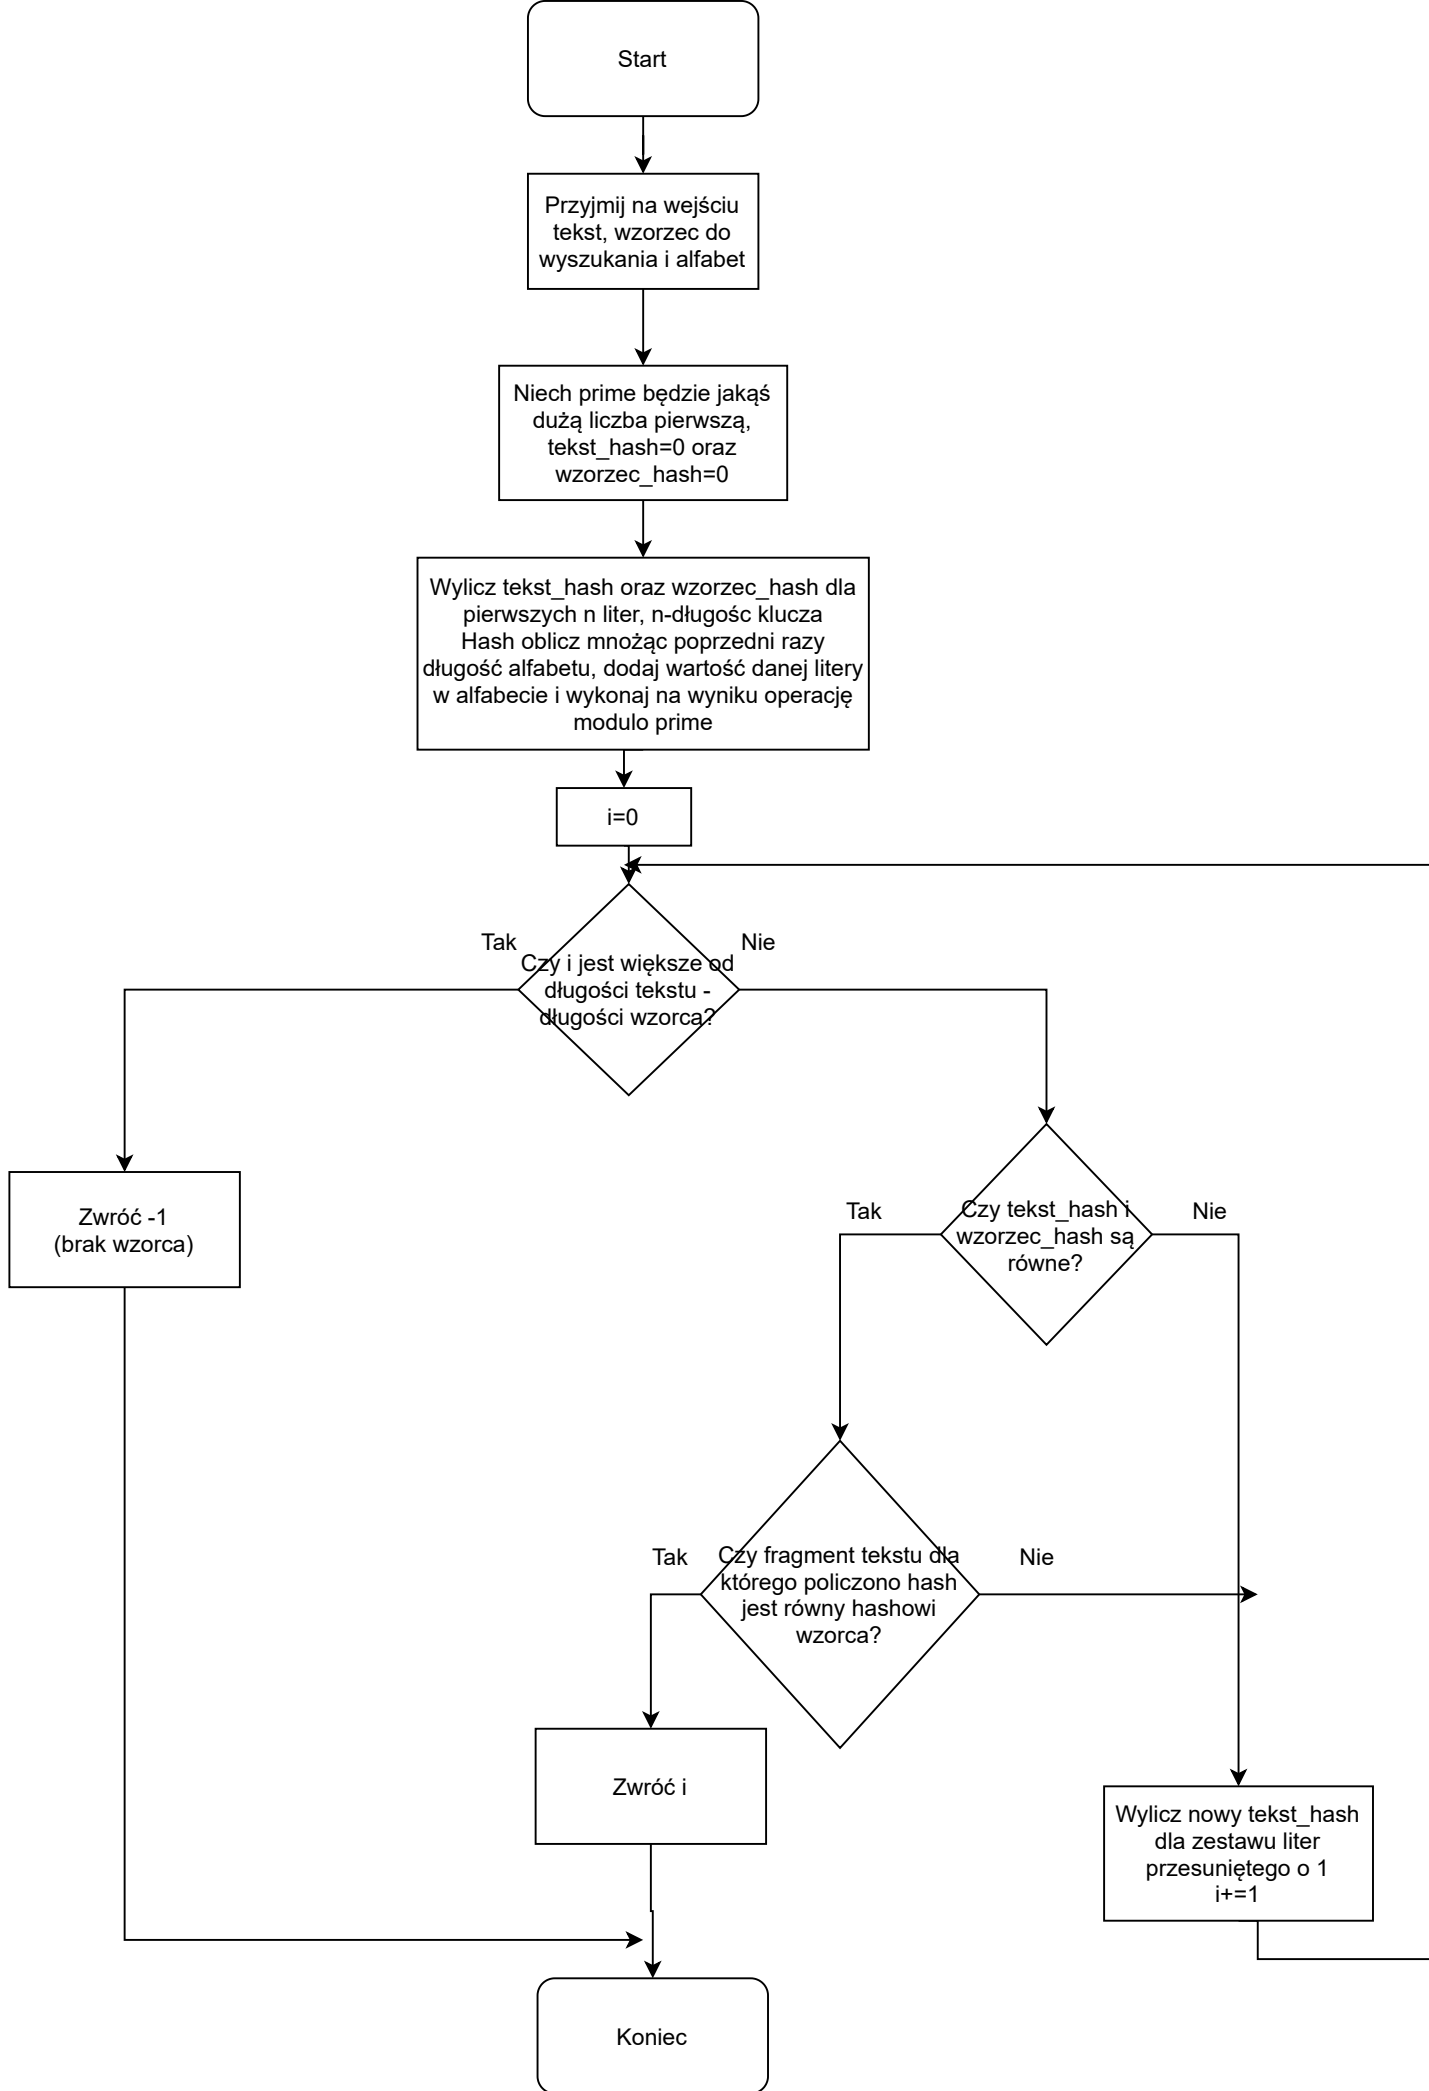 Start
Przyjmij na wejściu
tekst, wzorzec do
wyszukania i alfabet
Niech prime będzie jakąś
dużą liczba pierwszą,
tekst_hash=0 oraz
wzorzec_hash=0
Wylicz tekst_hash oraz wzorzec_hash dla
pierwszych n liter, n-długośc klucza
Hash oblicz mnożąc poprzedni razy
długość alfabetu, dodaj wartość danej litery
w alfabecie i wykonaj na wyniku operację
modulo prime
i=0
Tak
Nie
Czy i jest większe od
długości tekstu -
długości wzorca?
Zwróć -1
(brak wzorca)
Tak
Nie
Czy tekst_hash i
wzorzec_hash są
równe?
Tak
Nie
Czy fragment tekstu dla
którego policzono hash
jest równy hashowi
wzorca?
Zwróć i
Wylicz nowy tekst_hash
dla zestawu liter
przesuniętego o 1
i+=1
Koniec